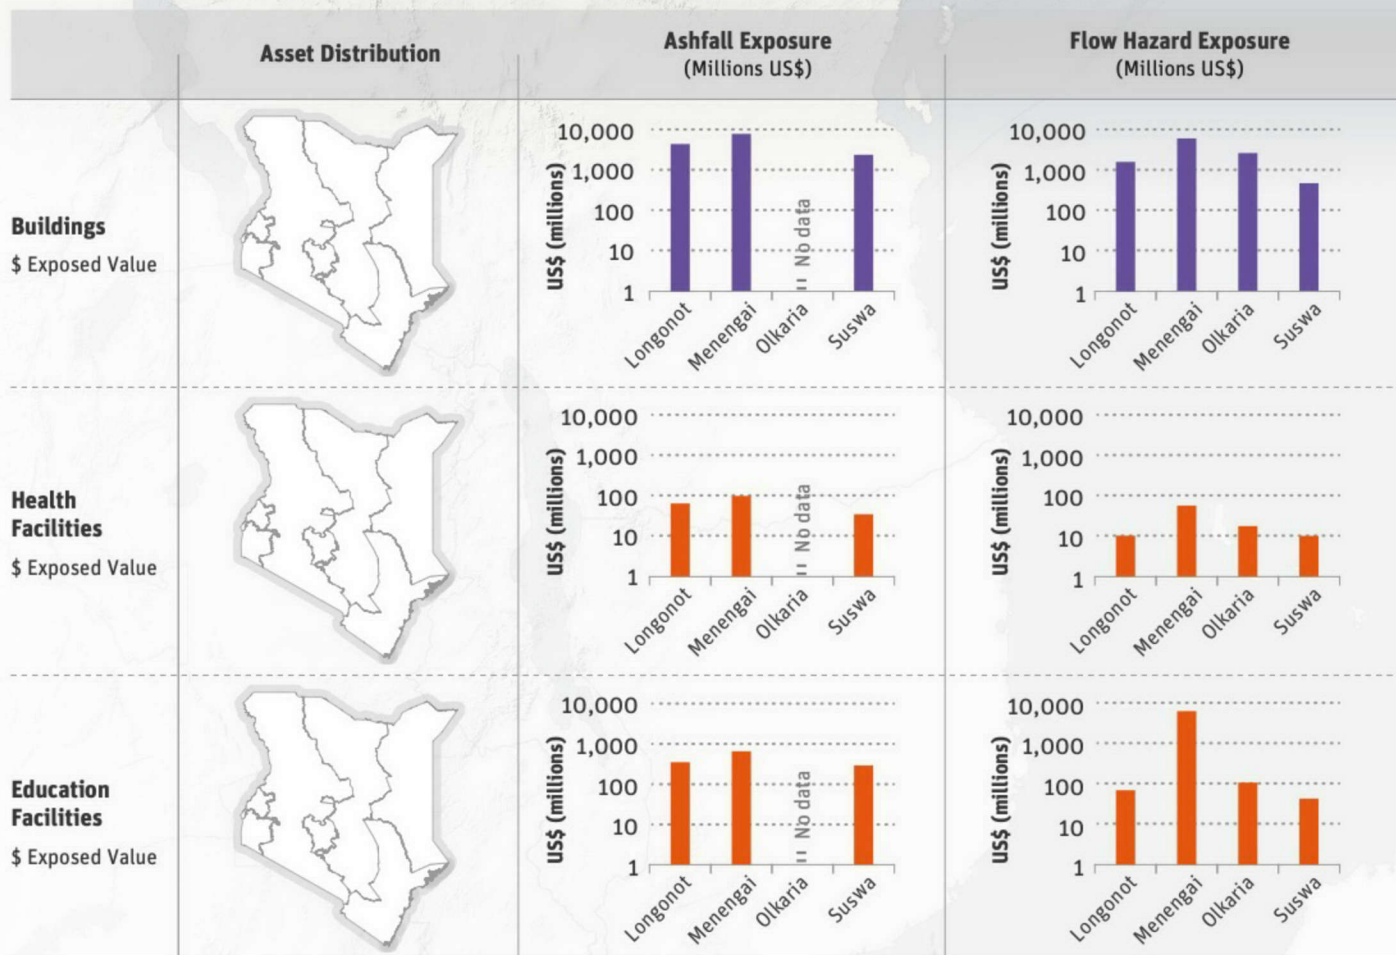 Asset Distribution
Ashfall Exposure
(Millions US$)
Flow Hazard Exposure
(Millions US$)
Buildings
$ Exposed Value
US$ (millions)
10,000
1,000
100
10
1
No data
Longonot
Menengai
Olkaria
Suswa
US$ (millions)
10,000
1,000
100
10
1
Longonot
Menengai
Olkaria
Suswa
Health
Facilities
$ Exposed Value
US$ (millions)
10,000
1,000
100
10
1
No data
Longonot
Menengai
Olkaria
Suswa
US$ (millions)
10,000
1,000
100
10
1
Longonot
Menengai
Olkaria
Suswa
Education
Facilities
$ Exposed Value
US$ (millions)
10,000
1,000
100
10
1
No data
Longonot
Menengai
Olkaria
Suswa
US$ (millions)
10,000
1,000
100
10
1
Longonot
Menengai
Olkaria
Suswa